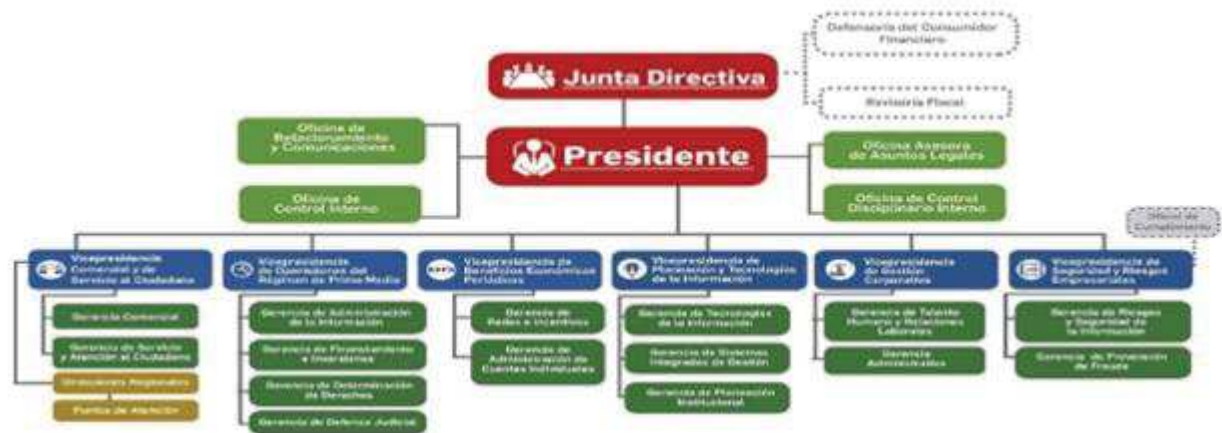 Defensoría del Consumidor
Financiero
Junta Directiva
Revisoría Fiscal
Oficina de
Relacionamiento
y Comunicaciones
Presidente
Oficina Asesora
de Asuntos Legales
Oficina de
Control Interno
Oficina de Control
Disciplinario Interno
Oficial de
Cumplimiento
Vicepresidencia
Comercial y de
Servicio al Ciudadano
Vicepresidencia
de Operaciones del
Régimen de Prima Media
Vicepresidencia de
Beneficios Económicos
Periódicos
Vicepresidencia de
Planeación y Tecnologías
de la Información
Vicepresidencia
de Gestión
Corporativa
Vicepresidencia de
Seguridad y Riesgos
Empresariales
Gerencia Comercial
Gerencia de Servicio
y Atención al Ciudadano
Direcciones Regionales
Puntos de Atención
Gerencia de Administración
de la Información
Gerencia de Financiamiento
e Inversiones
Gerencia de Determinación
de Derechos
Gerencia de Defensa Judicial
Gerencia de
Redes e Incentivos
Gerencia de
Administración de
Cuentas Individuales
Gerencia de Tecnologías
de la Información
Gerencia de Sistemas
Integrados de Gestión
Gerencia de Planeación
Institucional
Gerencia de Talento
Humano y Relaciones
Laborales
Gerencia
Administrativa
Gerencia de Riesgos
y Seguridad de
la Información
Gerencia de Prevención
de Fraude